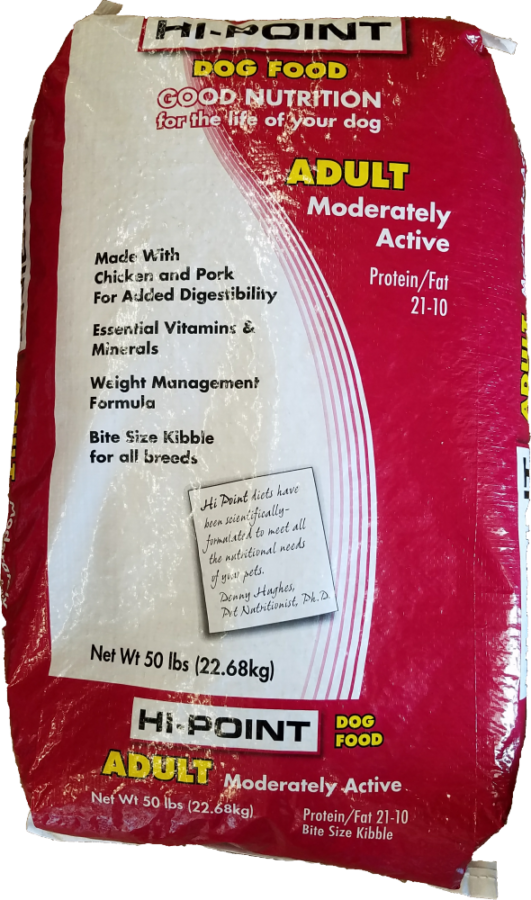 HI-POINT
DOG FOOD
GOOD NUTRITION
for the life of your dog
ADULT
Moderately
Active
Protein/Fat
21-10
Made With
Chicken and Pork
For Added Digestibility
Essential Vitamins &
Minerals
Weight Management
Formula
Bite Size Kibble
for all breeds
Hi Point diets have
been scientifically-
formulated to meet all
the nutritional needs
of your pets.
Denny Hughes,
Pet Nutritionist, Ph.D.
Net Wt 50 lbs (22.68kg)
HI-POINT
DOG
FOOD
ADULT Moderately Active
Net Wt 50 lbs (22.68kg)
Protein/Fat 21-10
Bite Size Kibble
ADULT